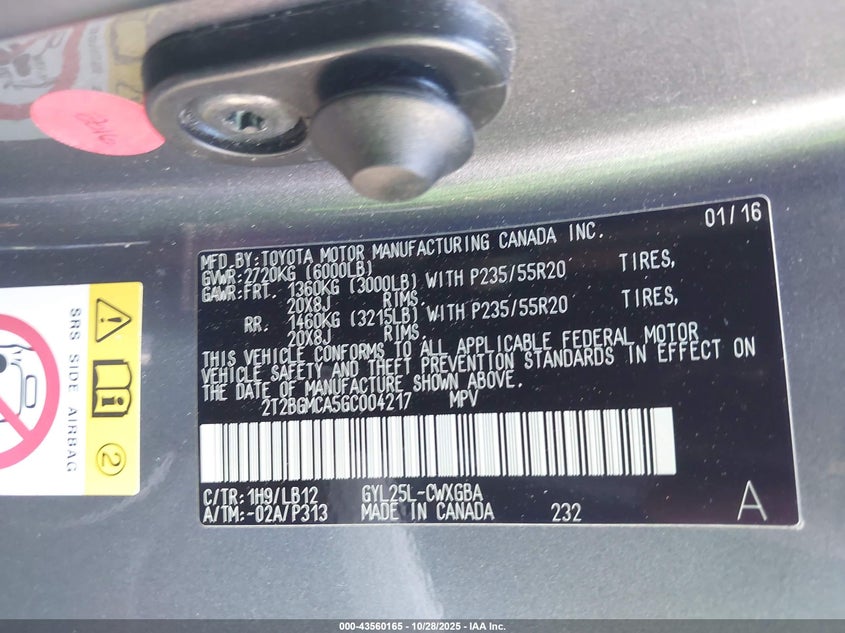 01/16
MFD.BY:TOYOTA MOTOR MANUFACTURING CANADA INC.
GVWR:2720KG (6000LB)
GAWR:FRT. 1360KG (3000LB) WITH P235/55R20 TIRES,
20X8J RIMS.
RR. 1460KG (3215LB) WITH P235/55R20 TIRES,
20X8J RIMS.
THIS VEHICLE CONFORMS TO ALL APPLICABLE FEDERAL MOTOR
VEHICLE SAFETY AND THEFT PREVENTION STANDARDS IN EFFECT ON
THE DATE OF MANUFACTURE SHOWN ABOVE.
2T2BGMCA5GC004217 MPV
C/TR:1H9/LB12 GYL25L-CWXGBA
A/TM:-02A/P313 MADE IN CANADA 232 A
SRS SIDE AIRBAG
2
000-43560165 • 10/28/2025 • IAA Inc.